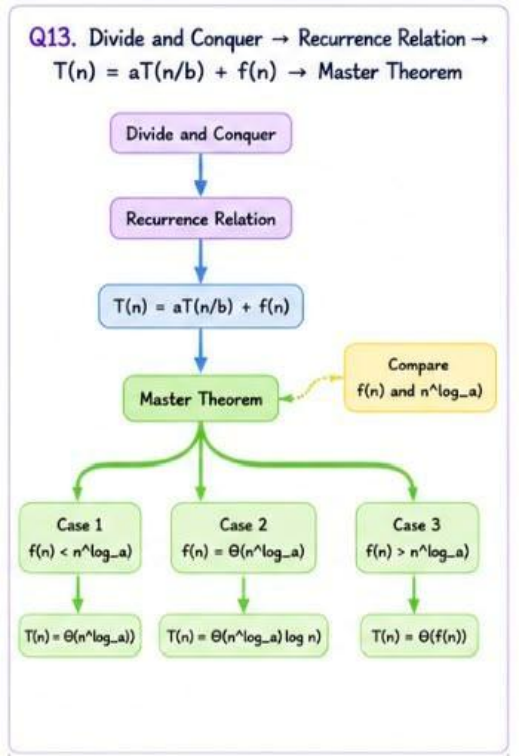 Q13. Divide and Conquer → Recurrence Relation →
T(n) = aT(n/b) + f(n) → Master Theorem
Divide and Conquer
Recurrence Relation
T(n) = aT(n/b) + f(n)
Compare
f(n) and n^log_a)
Master Theorem
Case 1
f(n) < n^log_a)
Case 2
f(n) = Θ(n^log_a)
Case 3
f(n) > n^log_a)
T(n) = Θ(n^log_a))
T(n) = Θ(n^log_a) log n)
T(n) = Θ(f(n))